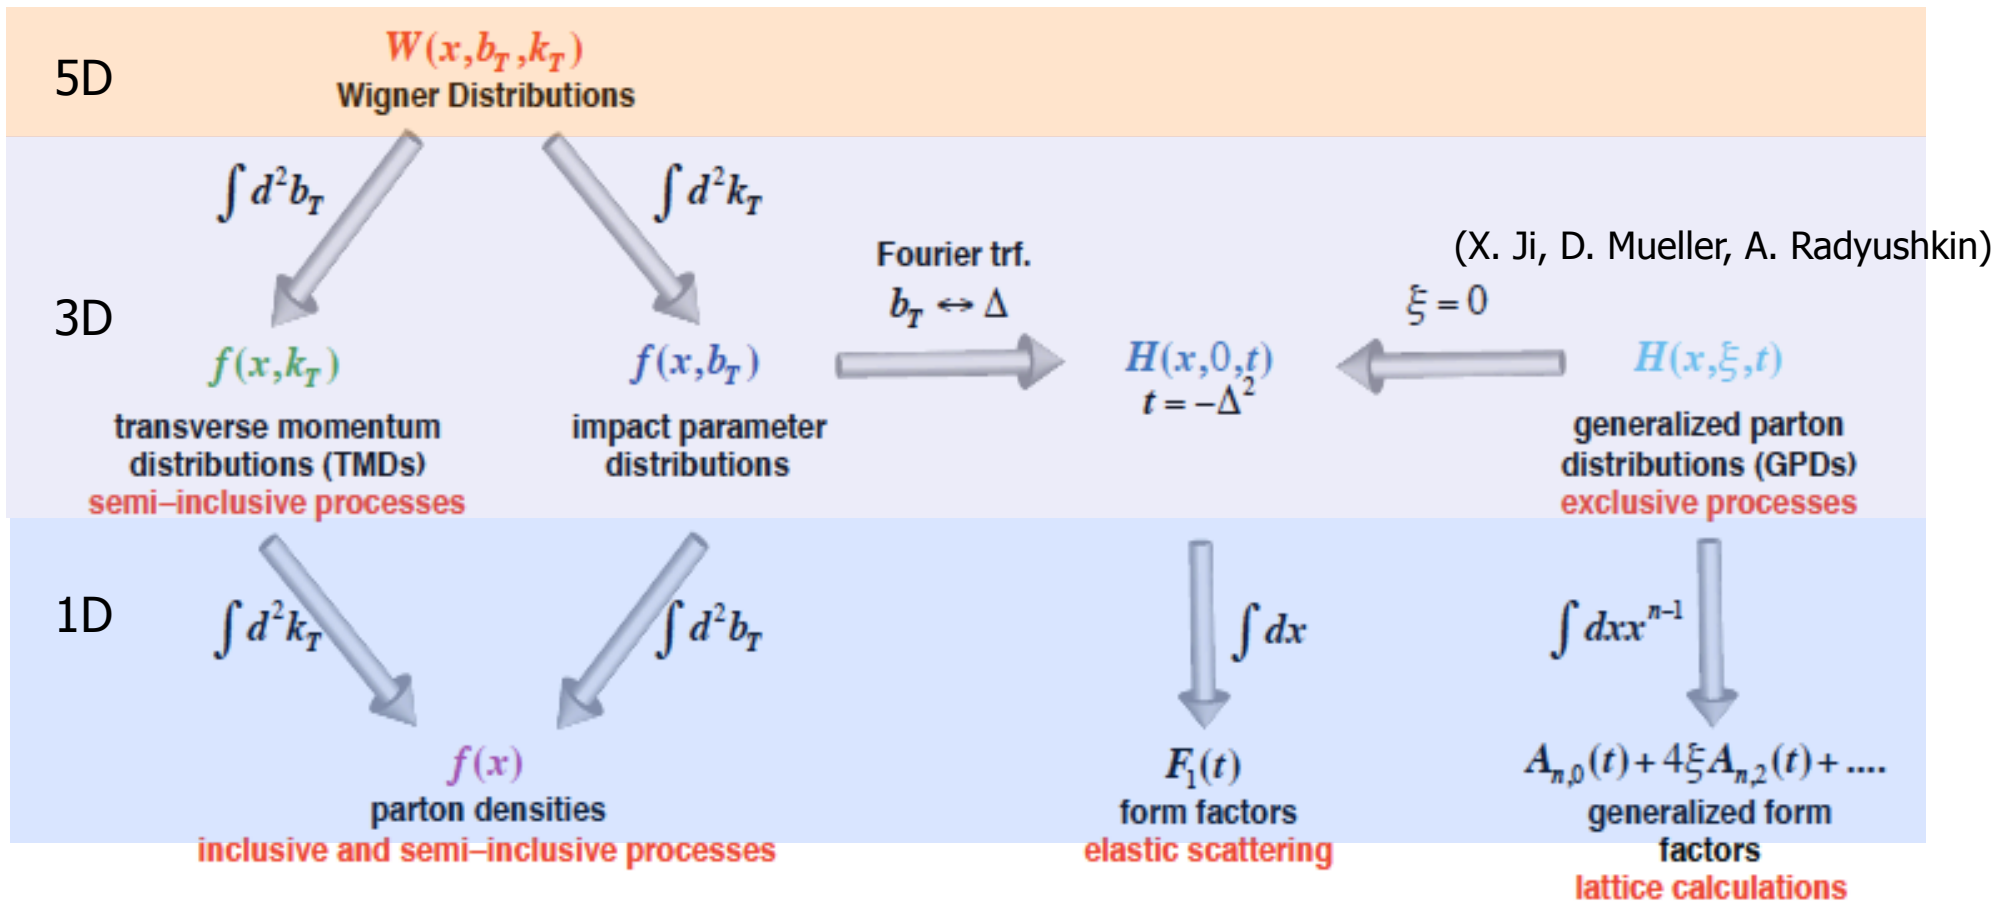 5D
W(x,b_T,k_T)
Wigner Distributions
∫d²b_T
∫d²k_T
3D
Fourier trf.
b_T ↔ Δ
(X. Ji, D. Mueller, A. Radyushkin)
ξ = 0
f(x,k_T)
f(x,b_T)
H(x,0,t)
t = −Δ²
H(x,ξ,t)
transverse momentum
distributions (TMDs)
semi–inclusive processes
impact parameter
distributions
generalized parton
distributions (GPDs)
exclusive processes
1D
∫d²k_T
∫d²b_T
∫dx
∫dxxⁿ⁻¹
f(x)
parton densities
inclusive and semi–inclusive processes
F₁(t)
form factors
elastic scattering
A_{n,0}(t) + 4ξA_{n,2}(t) + ....
generalized form
factors
lattice calculations